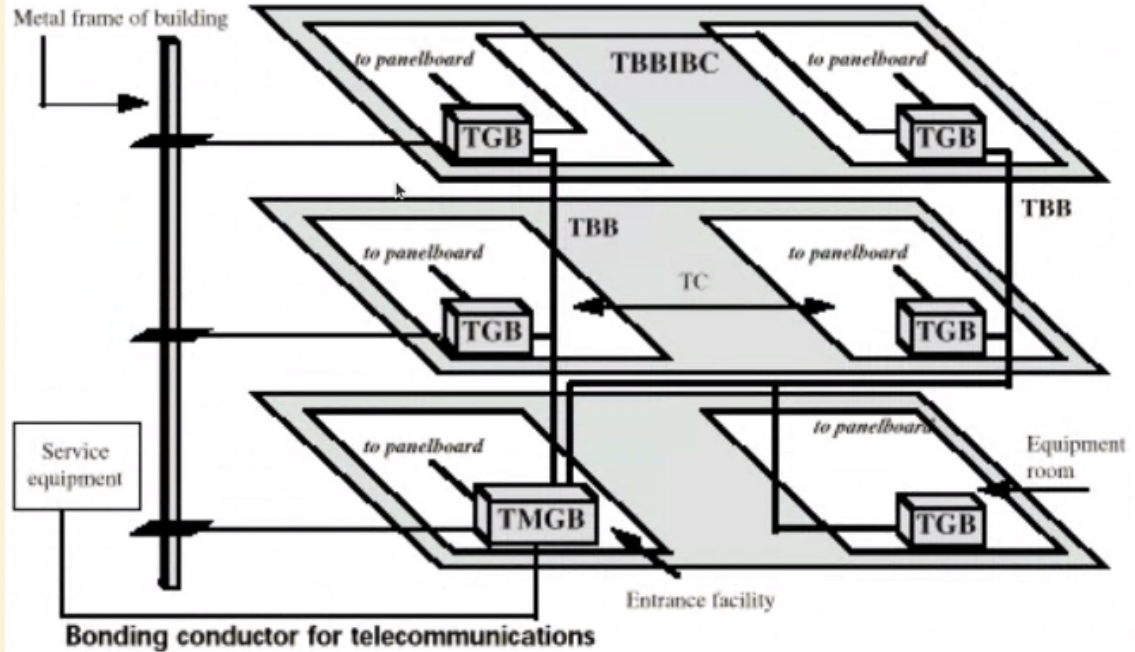 Metal frame of building
to panelboard
TBBIBC
to panelboard
TGB
TGB
TBB
TBB
to panelboard
TC
to panelboard
TGB
TGB
to panelboard
to panelboard
Equipment
room
Service
equipment
TMGB
TGB
Entrance facility
Bonding conductor for telecommunications